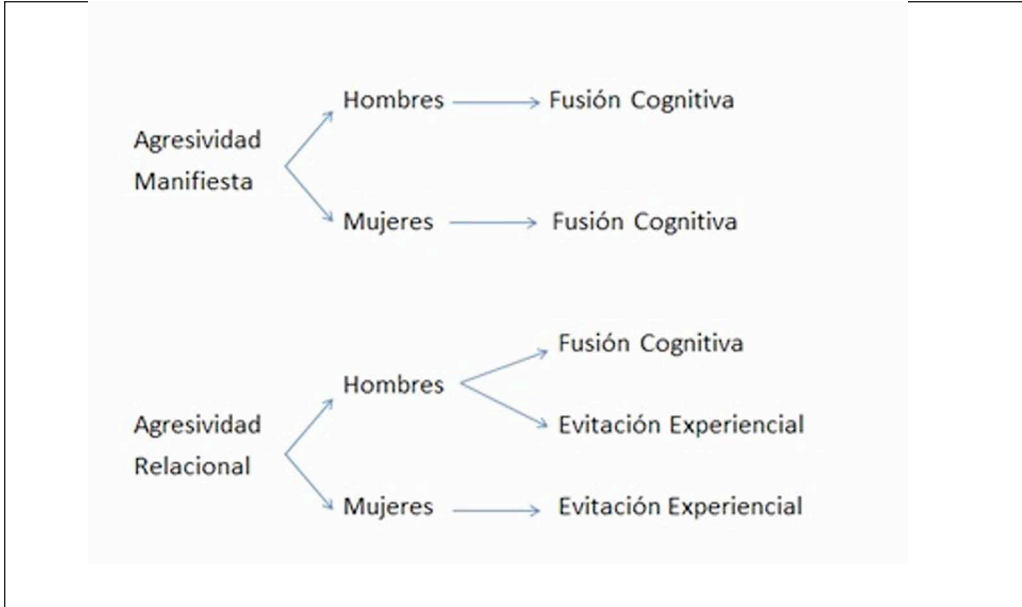 Hombres
Fusión Cognitiva
Agresividad
Manifiesta
Mujeres
Fusión Cognitiva
Fusión Cognitiva
Hombres
Agresividad
Evitación Experiencial
Relacional
Mujeres
Evitación Experiencial